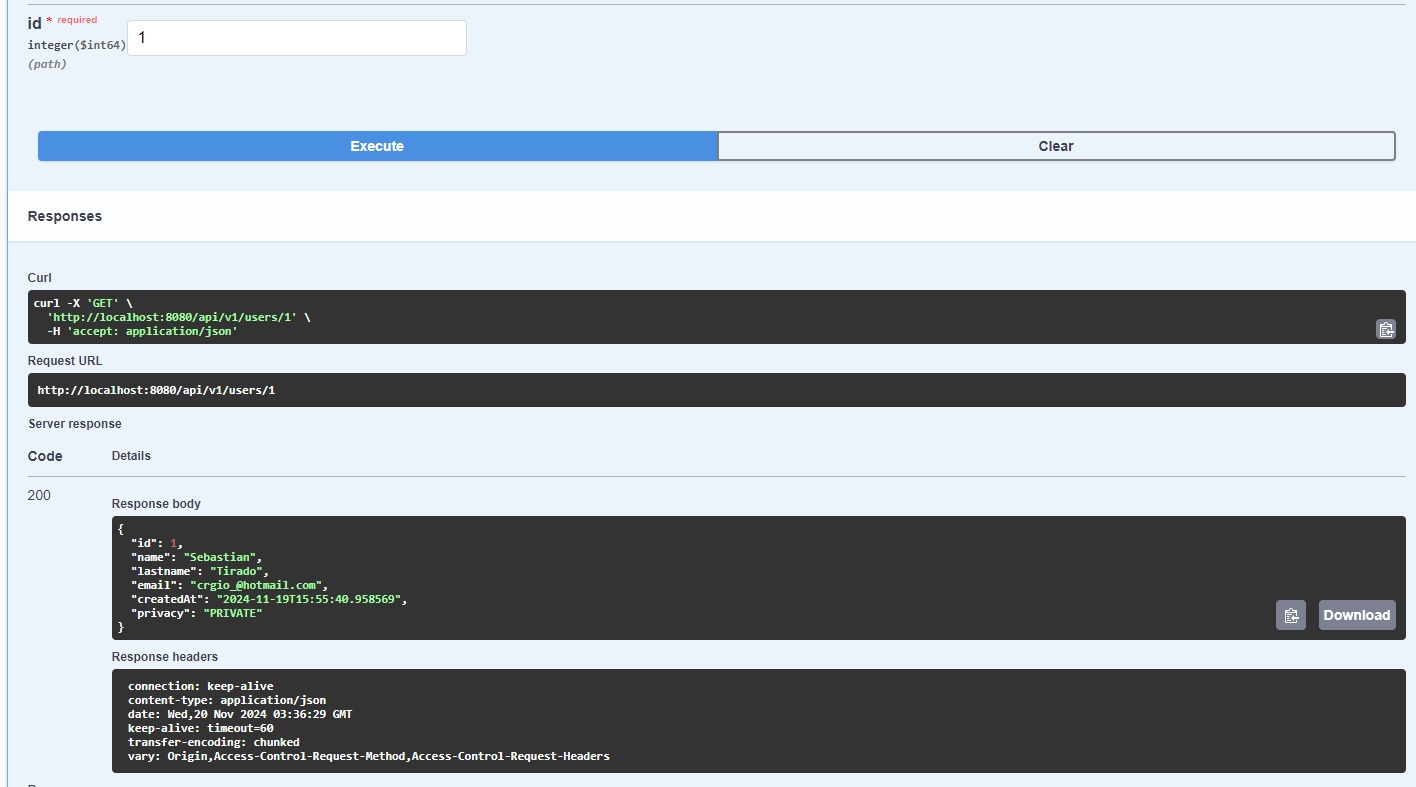 id * required
integer($int64)
1
(path)
Execute
Clear
Responses
Curl
curl -X 'GET' \
'http://localhost:8080/api/v1/users/1' \
-H 'accept: application/json'
Request URL
http://localhost:8080/api/v1/users/1
Server response
Code
Details
200
Response body
{
"id": 1,
"name": "Sebastian",
"lastname": "Tirado",
"email": "crgio_@hotmail.com",
"createdAt": "2024-11-19T15:55:40.958569",
"privacy": "PRIVATE"
}
Download
Response headers
connection: keep-alive
content-type: application/json
date: Wed,20 Nov 2024 03:36:29 GMT
keep-alive: timeout=60
transfer-encoding: chunked
vary: Origin,Access-Control-Request-Method,Access-Control-Request-Headers